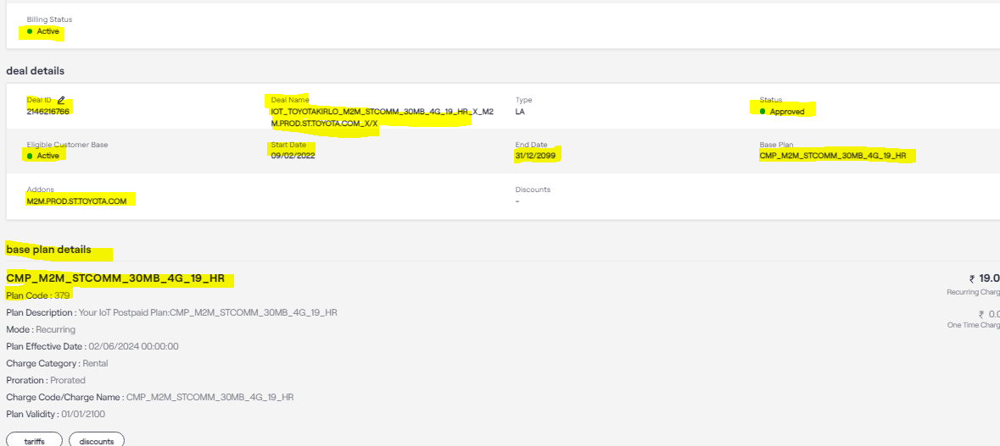 Billing Status
Active
deal details
Deal ID
2146216766
Deal Name
IOT_TOYOTAKIRLO_M2M_STCOMM_30MB_4G_19_HR_X_M2
M.PROD.ST.TOYOTA.COM_X/X
Type
LA
Status
Approved
Eligible Customer Base
Active
Start Date
09/02/2022
End Date
31/12/2099
Base Plan
CMP_M2M_STCOMM_30MB_4G_19_HR
Addons
M2M.PROD.ST.TOYOTA.COM
Discounts
-
base plan details
CMP_M2M_STCOMM_30MB_4G_19_HR
₹ 19.0
Plan Code : 379
Recurring Charg
Plan Description : Your IoT Postpaid Plan:CMP_M2M_STCOMM_30MB_4G_19_HR
₹ 0.0
Mode : Recurring
One Time Charg
Plan Effective Date : 02/06/2024 00:00:00
Charge Category : Rental
Proration : Prorated
Charge Code/Charge Name : CMP_M2M_STCOMM_30MB_4G_19_HR
Plan Validity : 01/01/2100
tariffs
discounts